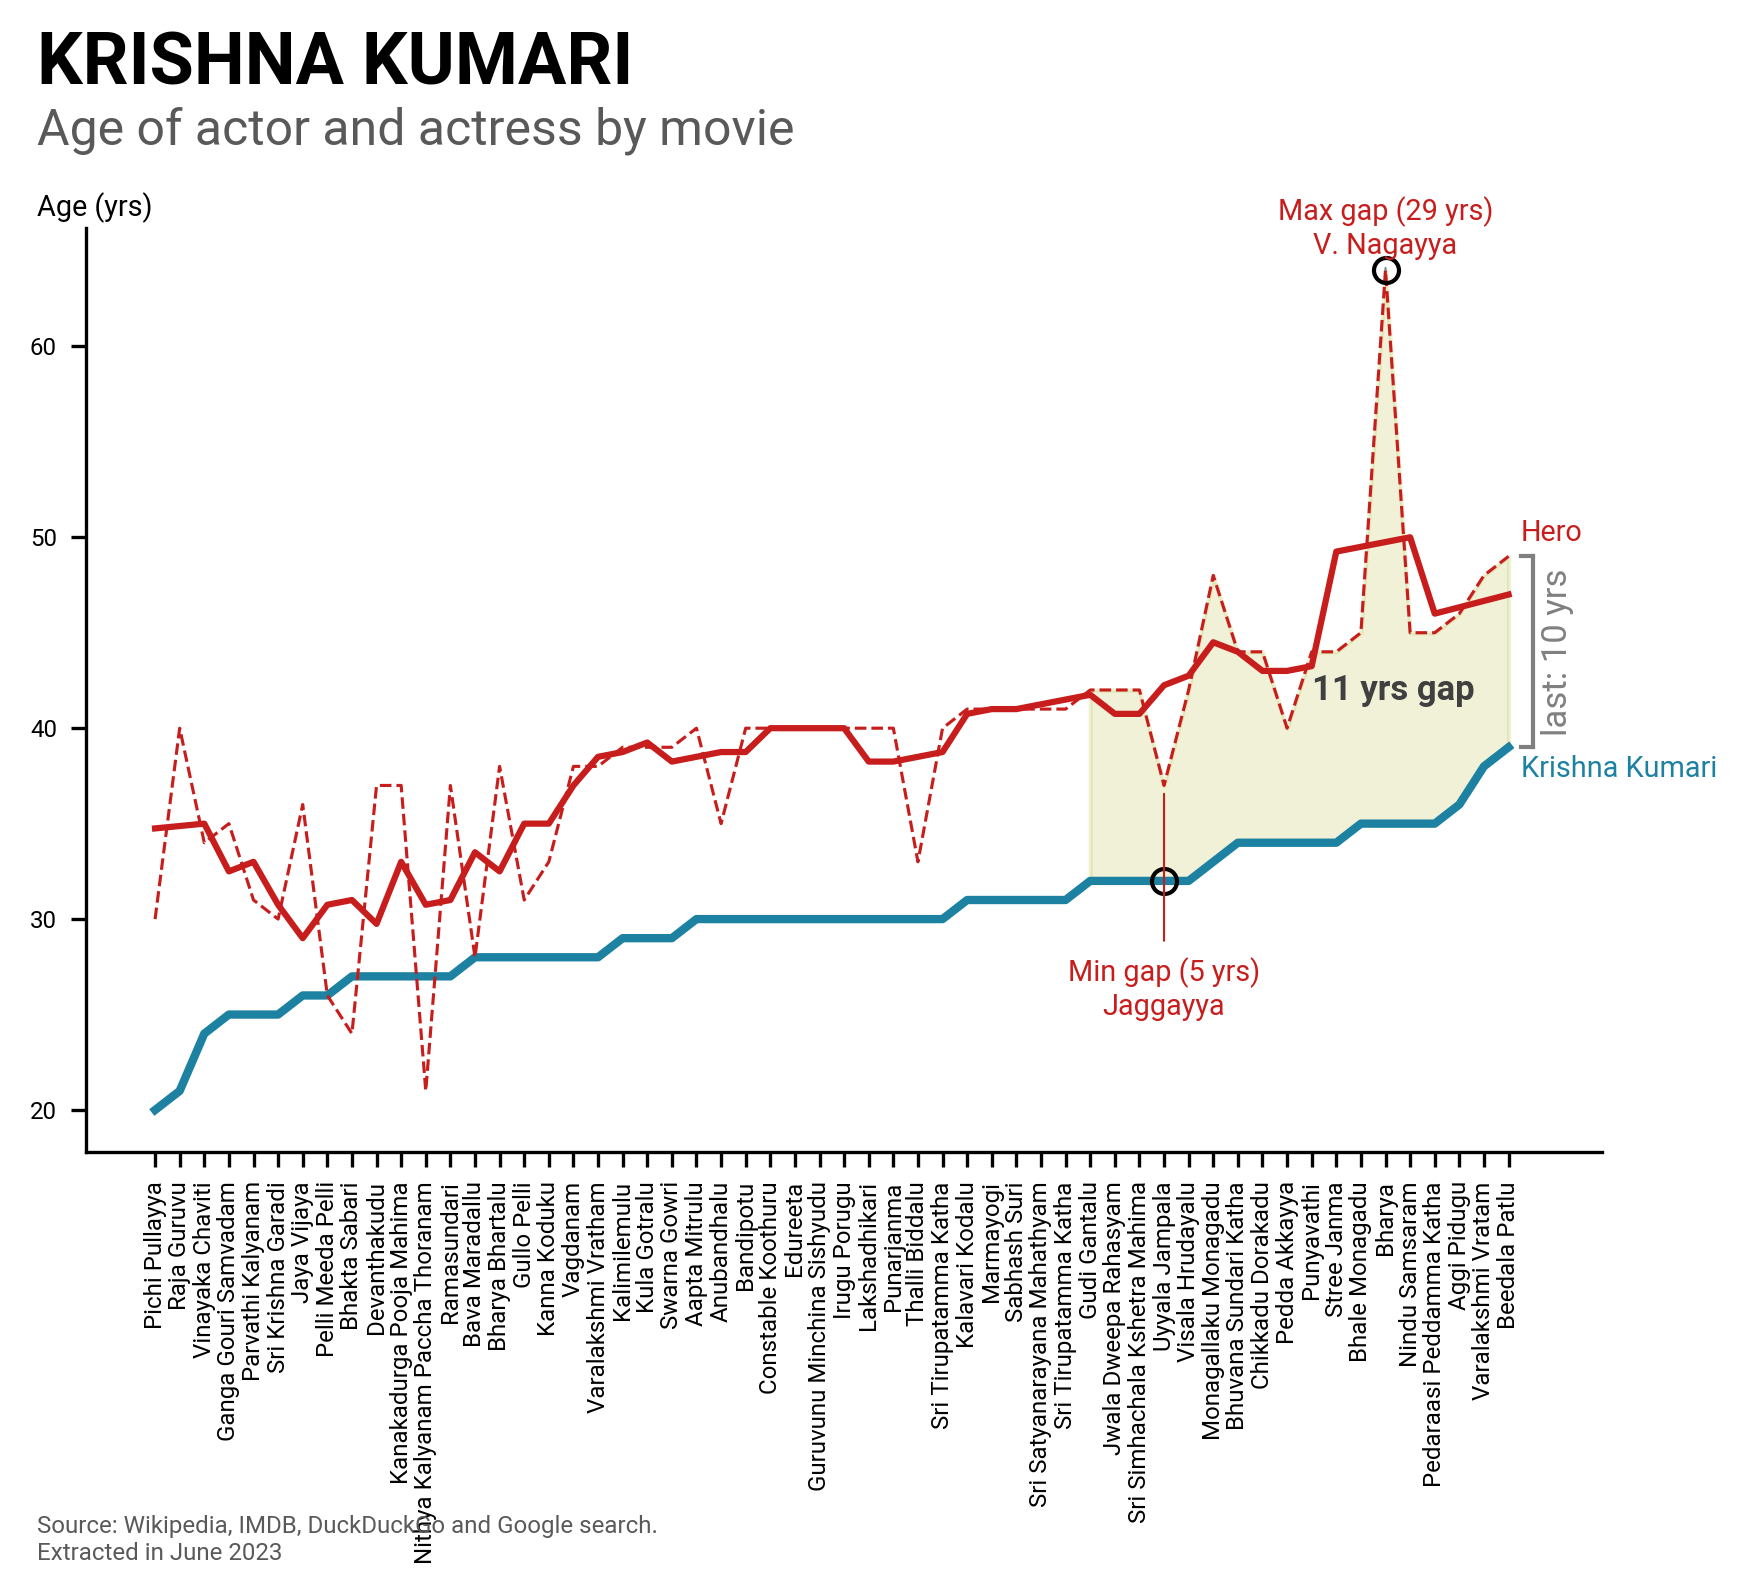 KRISHNA KUMARI
Age of actor and actress by movie
Age (yrs)
Max gap (29 yrs)
V. Nagayya
60
50
40
30
20
Hero
last: 10 yrs
11 yrs gap
Krishna Kumari
Min gap (5 yrs)
Jaggayya
Pichi Pullayya
Raja Guruvu
Vinayaka Chaviti
Ganga Gouri Samvadam
Parvathi Kalyanam
Sri Krishna Garadi
Jaya Vijaya
Pelli Meeda Pelli
Bhakta Sabari
Devanthakudu
Kanakadurga Pooja Mahima
Nithya Kalyanam Paccha Thoranam
Ramasundari
Bava Maradallu
Bharya Bhartalu
Gullo Pelli
Kanna Koduku
Vagdanam
Varalakshmi Vratham
Kalimilemulu
Kula Gotralu
Swarna Gowri
Aapta Mitrulu
Anubandhalu
Bandipotu
Constable Koothuru
Edureeta
Guruvunu Minchina Sishyudu
Irugu Porugu
Lakshadhikari
Punarjanma
Thalli Biddalu
Sri Tirupatamma Katha
Kalavari Kodalu
Marmayogi
Sabhash Suri
Sri Satyanarayana Mahathyam
Sri Tirupatamma Katha
Gudi Gantalu
Jwala Dweepa Rahasyam
Sri Simhachala Kshetra Mahima
Uyyala Jampala
Visala Hrudayalu
Monagallaku Monagadu
Bhuvana Sundari Katha
Chikkadu Dorakadu
Pedda Akkayya
Punyavathi
Stree Janma
Bhale Monagadu
Bharya
Nindu Samsaram
Pedaraasi Peddamma Katha
Aggi Pidugu
Varalakshmi Vratam
Beedala Patlu
Source: Wikipedia, IMDB, DuckDuckGo and Google search.
Extracted in June 2023